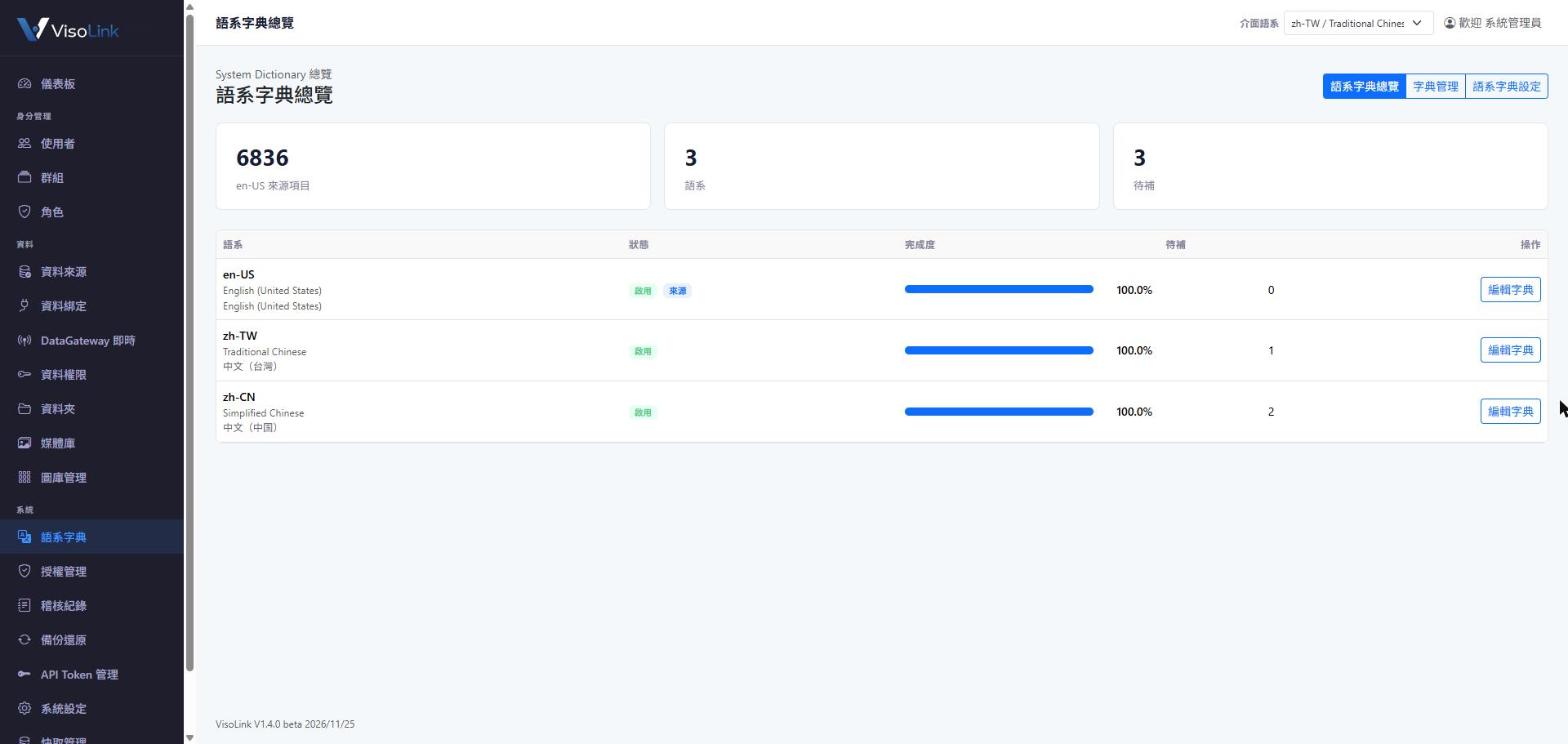 VisoLink
語系字典總覽
介面語系
zh-TW / Traditional Chines
歡迎 系統管理員
儀表板
身分管理
使用者
群組
角色
資料
資料來源
資料綁定
DataGateway 即時
資料權限
資料夾
媒體庫
圖庫管理
系統
語系字典
授權管理
稽核紀錄
備份還原
API Token 管理
系統設定
快取管理
System Dictionary 總覽
語系字典總覽
語系字典總覽 字典管理 語系字典設定
6836
en-US 來源項目
3
語系
3
待補
語系 狀態 完成度 待補 操作
en-US
English (United States)
English (United States)
啟用 來源 100.0% 0 編輯字典
zh-TW
Traditional Chinese
中文（台灣）
啟用 100.0% 1 編輯字典
zh-CN
Simplified Chinese
中文（中国）
啟用 100.0% 2 編輯字典
VisoLink V1.4.0 beta 2026/11/25